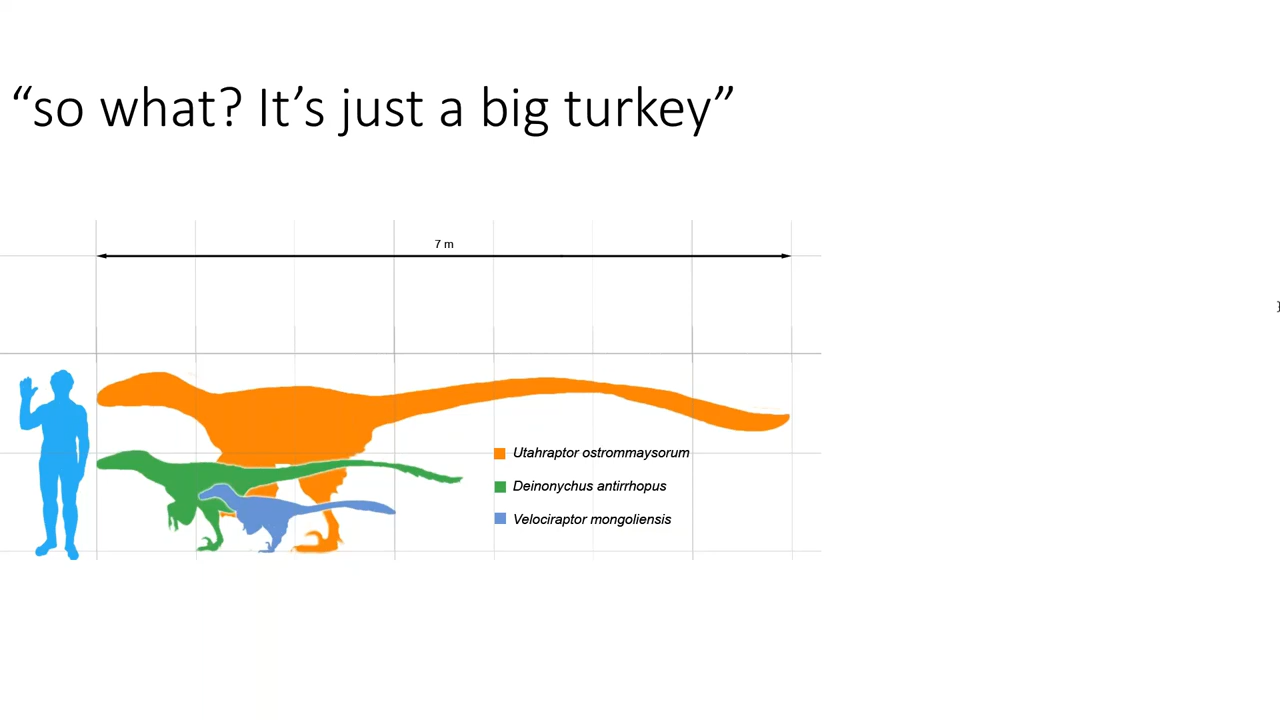 “so what? It’s just a big turkey”
7 m
Utahraptor ostrommaysorum
Deinonychus antirrhopus
Velociraptor mongoliensis